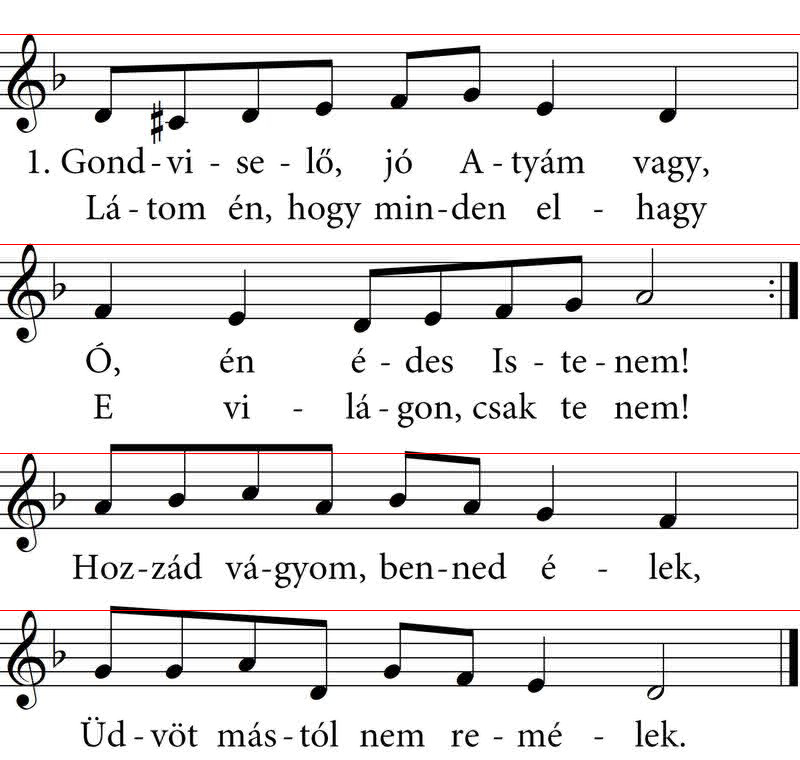 1. Gond - vi - se - lő, jó A - tyám vagy,
Lá - tom én, hogy min - den el - hagy
Ó, én é - des Is - te - nem!
E vi - lá - gon, csak te nem!
Hoz - zád vá - gyom, ben - ned é - lek,
Üd - vöt más - tól nem re - mé - lek.